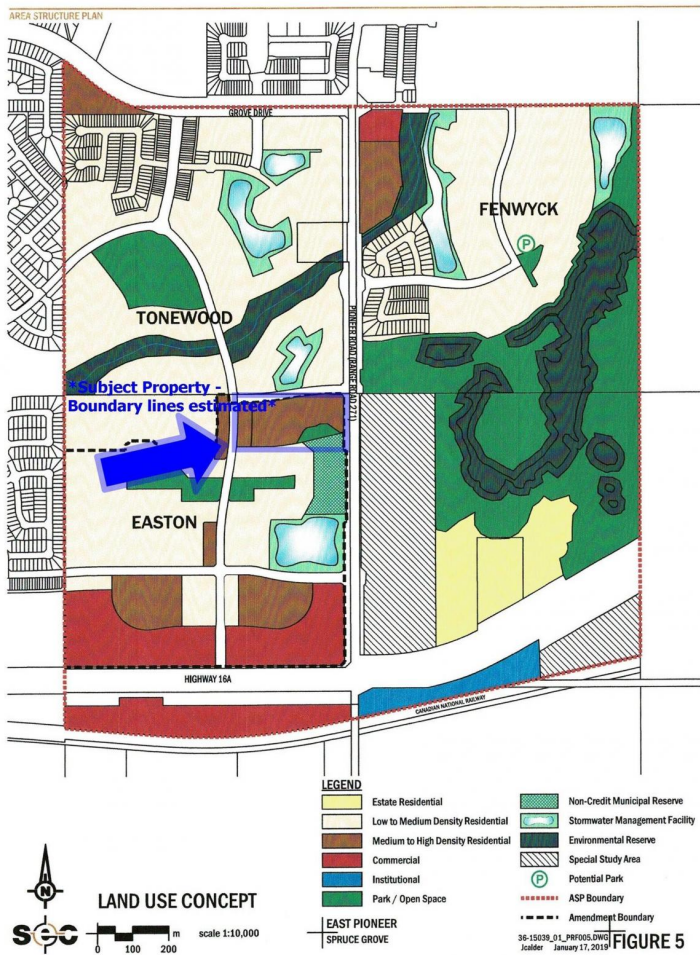 AREA STRUCTURE PLAN
GROVE DRIVE
FENWYCK
P
TONEWOOD
PIONEER ROAD (RANGE ROAD 271)
*Subject Property -
Boundary lines estimated*
EASTON
HIGHWAY 16A
CANADIAN NATIONAL RAILWAY
LEGEND
Estate Residential
Low to Medium Density Residential
Medium to High Density Residential
Commercial
Institutional
Park / Open Space
Non-Credit Municipal Reserve
Stormwater Management Facility
Environmental Reserve
Special Study Area
P
Potential Park
ASP Boundary
Amendment Boundary
N
LAND USE CONCEPT
0 100 200 m
scale 1:10,000
EAST PIONEER
SPRUCE GROVE
36-15039_01_PRF005.DWG
Jcalder January 17, 2019
FIGURE 5